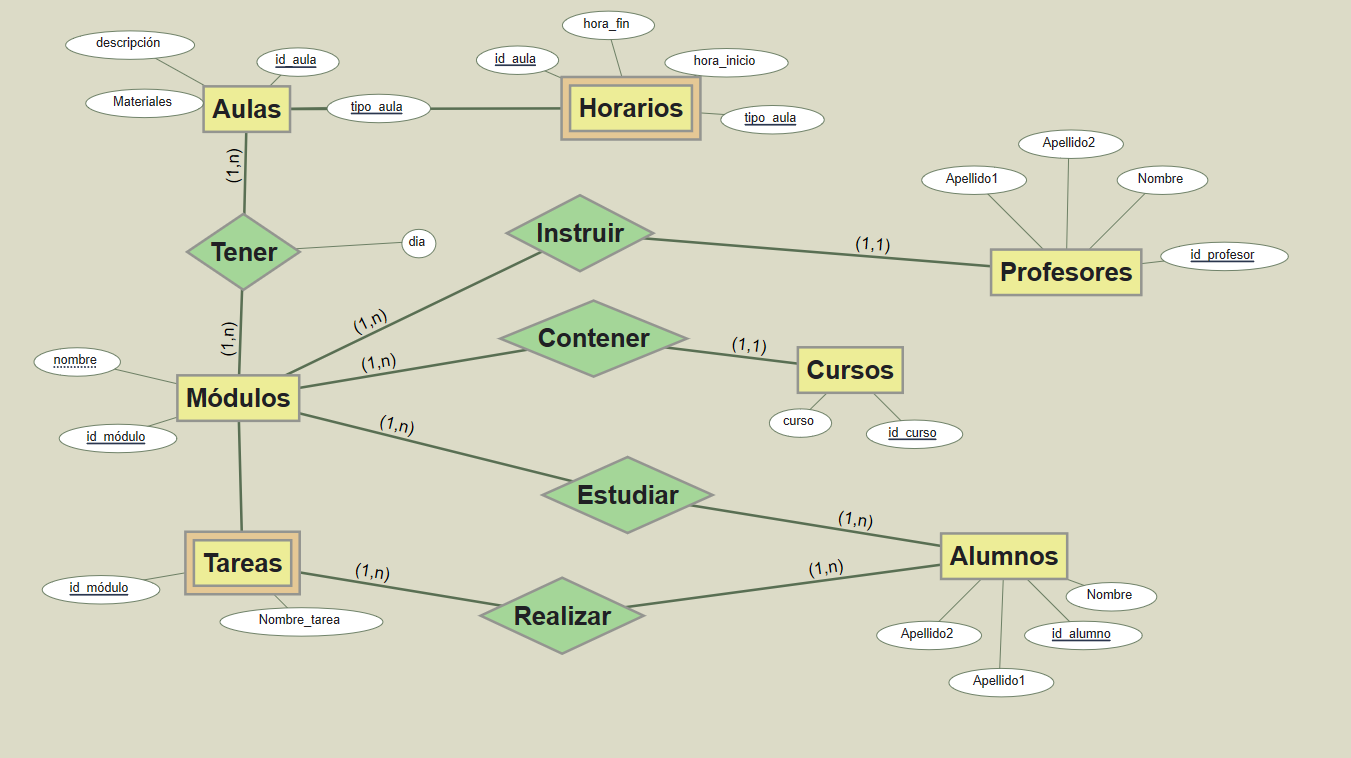 hora_fin
descripción
id_aula
id_aula
hora_inicio
Materiales
Aulas
tipo_aula
Horarios
tipo_aula
Apellido2
(1,n)
Apellido1
Nombre
Instruir
(1,1)
Tener
dia
Profesores
id_profesor
(1,n)
(1,n)
Contener
(1,1)
nombre
(1,n)
Cursos
Módulos
curso
id_curso
id_módulo
(1,n)
Estudiar
(1,n)
Alumnos
Tareas
(1,n)
(1,n)
id_módulo
Nombre
Nombre_tarea
Realizar
Apellido2
id_alumno
Apellido1